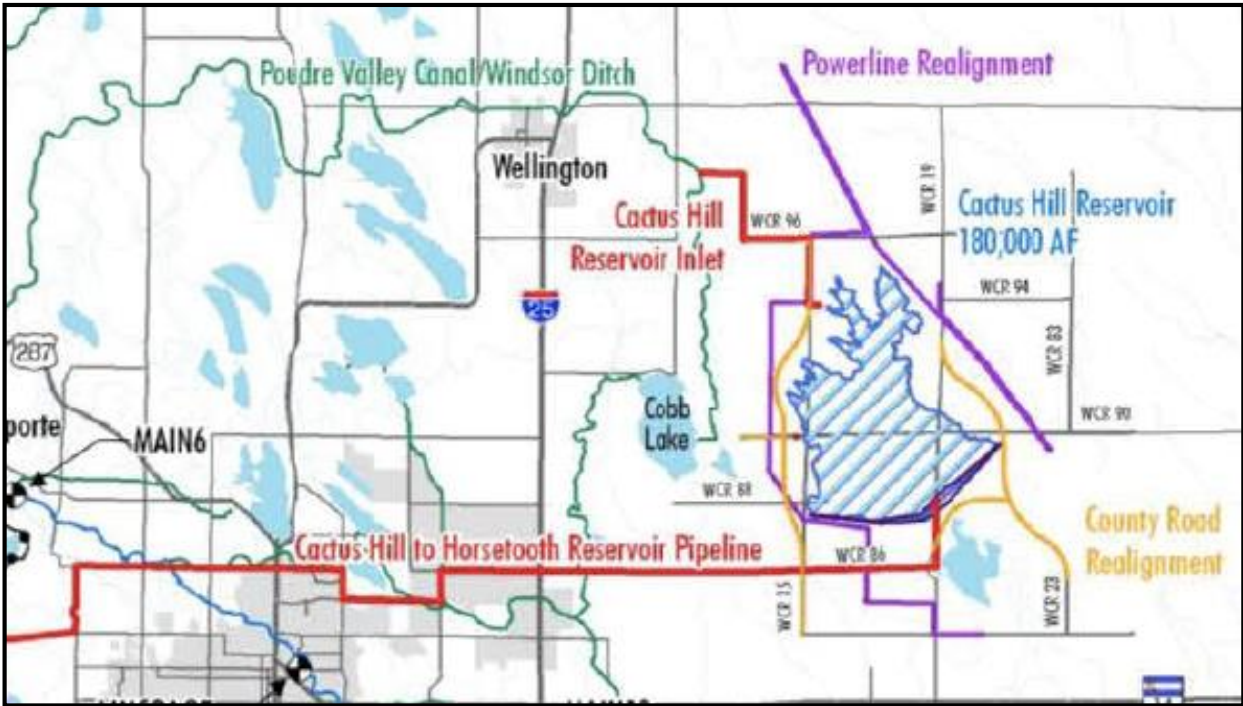 Poudre Valley Canal/Windsor Ditch
Powerline Realignment
Wellington
WCR 19
Cactus Hill
Reservoir Inlet
WCR 96
Cactus Hill Reservoir
180,000 AF
WCR 94
25
287
WCR 83
porte
MAIN6
Cobb
Lake
WCR 90
WCR 88
County Road
Realignment
Cactus Hill to Horsetooth Reservoir Pipeline
WCR 86
WCR 15
WCR 23